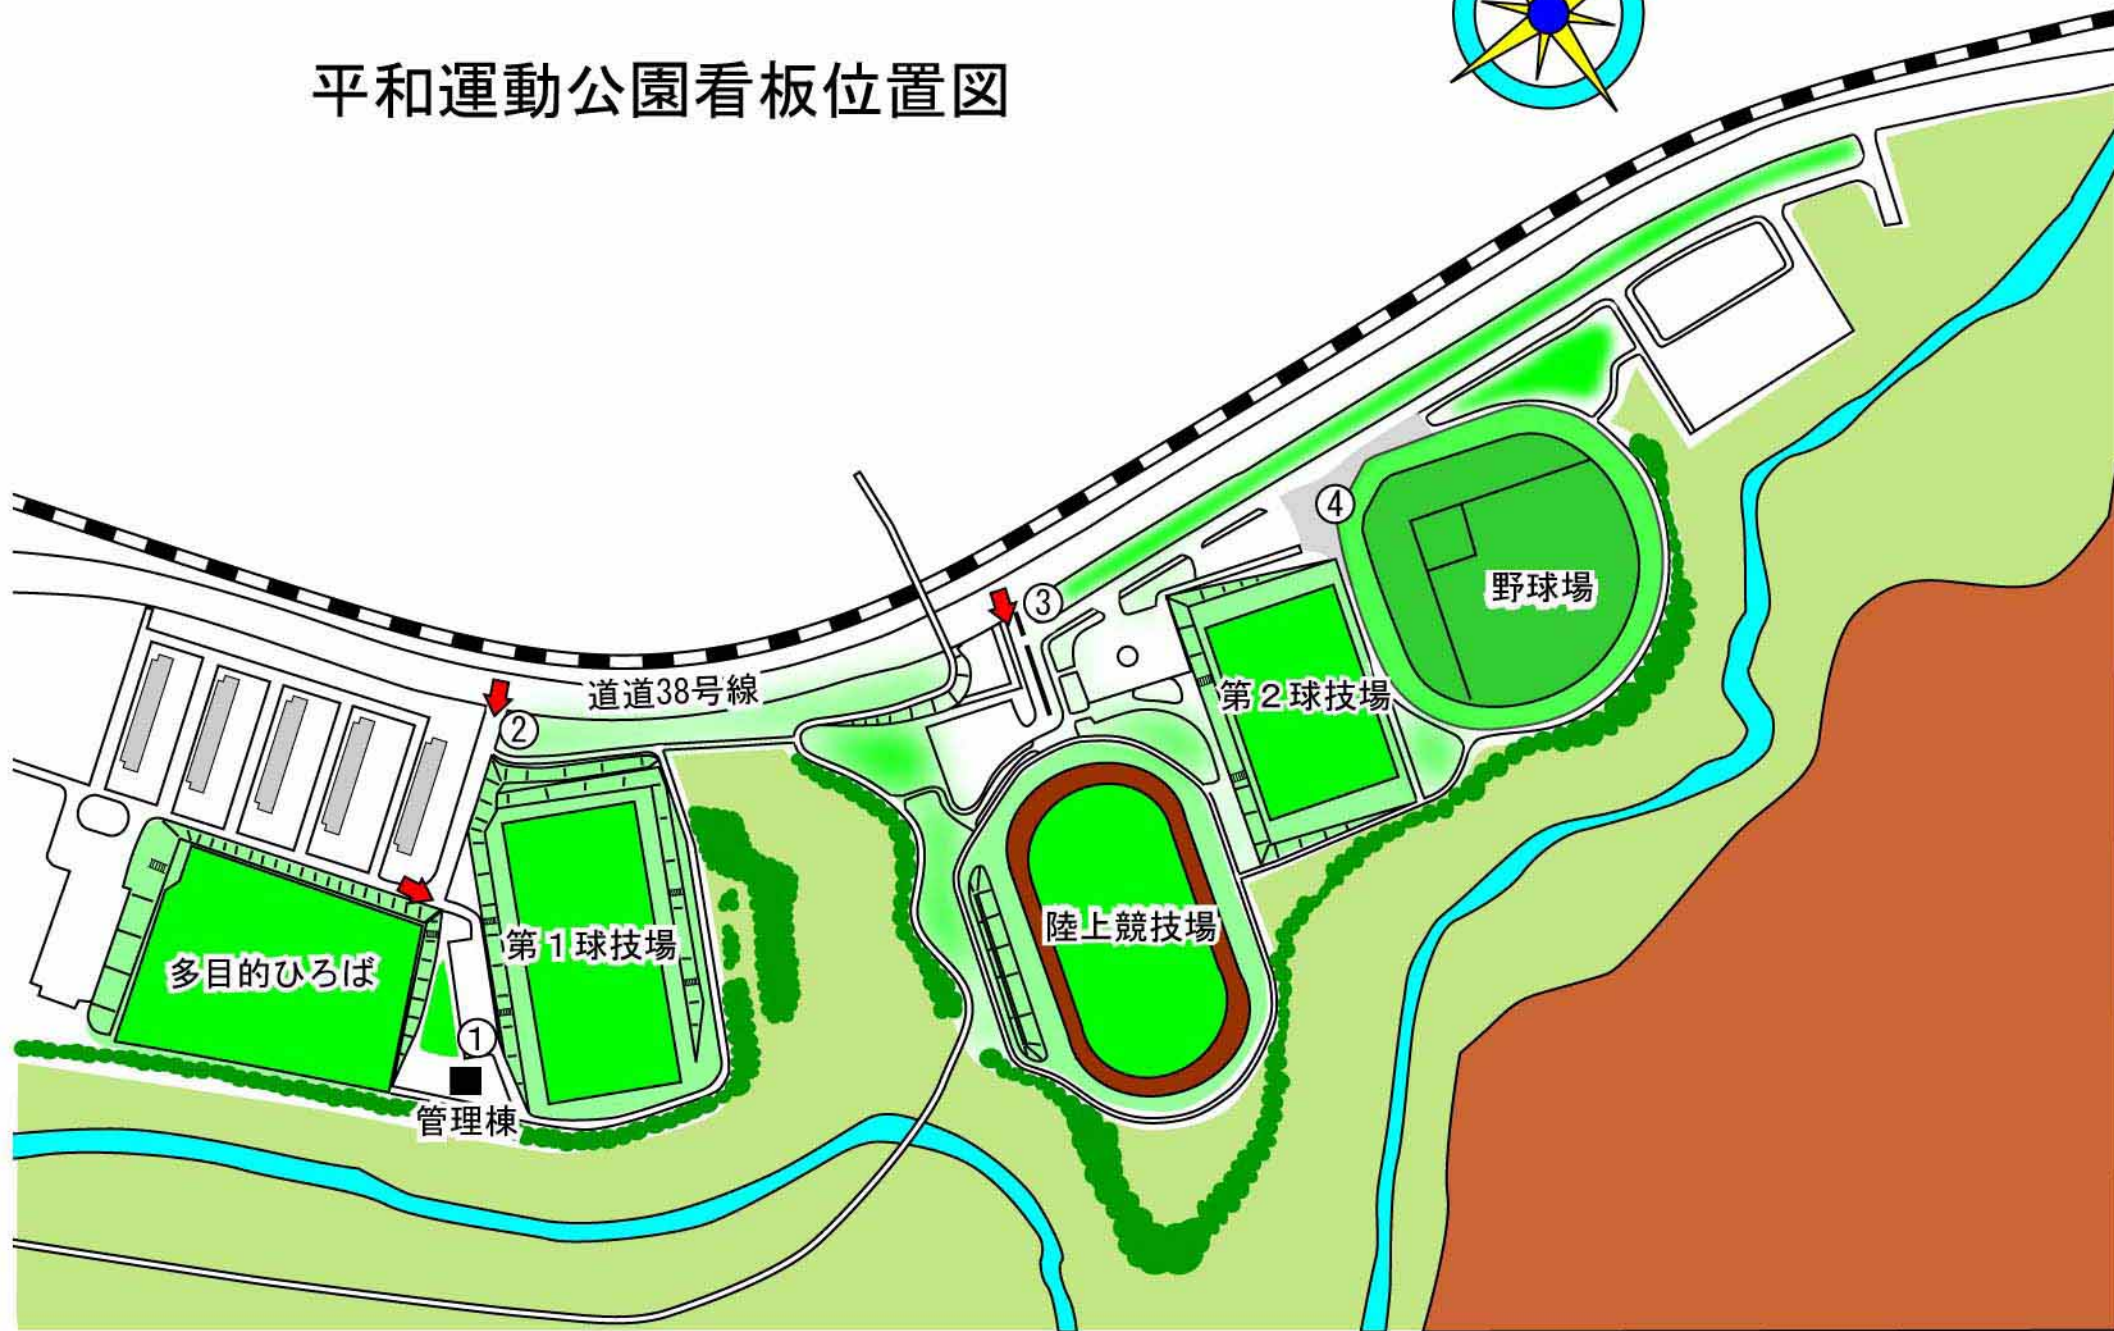 平和運動公園看板位置図
④
野球場
③
道道38号線
第２球技場
②
陸上競技場
第１球技場
多目的ひろば
①
管理棟